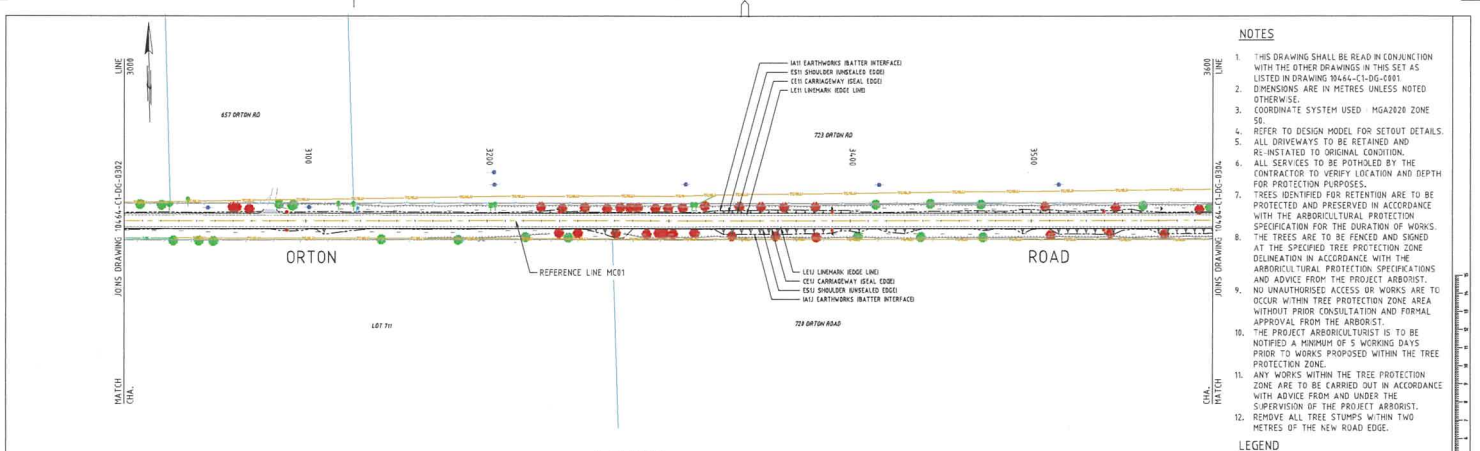 NOTES
1. THIS DRAWING SHALL BE READ IN CONJUNCTION
WITH THE OTHER DRAWINGS IN THIS SET AS
LISTED IN DRAWING 10464-C1-DG-0001.
2. DIMENSIONS ARE IN METRES UNLESS NOTED
OTHERWISE.
3. COORDINATE SYSTEM USED : MGA2020 ZONE
50.
4. REFER TO DESIGN MODEL FOR SETOUT DETAILS.
5. ALL DRIVEWAYS TO BE RETAINED AND
RE-INSTATED TO ORIGINAL CONDITION.
6. ALL SERVICES TO BE POTHOLED BY THE
CONTRACTOR TO VERIFY LOCATION AND DEPTH
FOR PROTECTION PURPOSES.
7. TREES IDENTIFIED FOR RETENTION ARE TO BE
PROTECTED AND PRESERVED IN ACCORDANCE
WITH THE ARBORICULTURAL PROTECTION
SPECIFICATION FOR THE DURATION OF WORKS.
8. THE TREES ARE TO BE FENCED AND SIGNED
AT THE SPECIFIED TREE PROTECTION ZONE
DELINEATION IN ACCORDANCE WITH THE
ARBORICULTURAL PROTECTION SPECIFICATIONS
AND ADVICE FROM THE PROJECT ARBORIST.
9. NO UNAUTHORISED ACCESS OR WORKS ARE TO
OCCUR WITHIN TREE PROTECTION ZONE AREA
WITHOUT PRIOR CONSULTATION AND FORMAL
APPROVAL FROM THE ARBORIST.
10. THE PROJECT ARBORICULTURIST IS TO BE
NOTIFIED A MINIMUM OF 5 WORKING DAYS
PRIOR TO WORKS PROPOSED WITHIN THE TREE
PROTECTION ZONE.
11. ANY WORKS WITHIN THE TREE PROTECTION
ZONE ARE TO BE CARRIED OUT IN ACCORDANCE
WITH ADVICE FROM AND UNDER THE
SUPERVISION OF THE PROJECT ARBORIST.
12. REMOVE ALL TREE STUMPS WITHIN TWO
METRES OF THE NEW ROAD EDGE.
LEGEND
MATCH LINE
CHA. 3000
JOINS DRAWING 10464-C1-DG-0302
657 ORTON RD
3100
3200
IA11 EARTHWORKS (BATTER INTERFACE)
ES11 SHOULDER (UNSEALED EDGE)
CE11 CARRIAGEWAY (SEAL EDGE)
LE11 LINEMARK (EDGE LINE)
723 ORTON RD
3400
3500
CHA. 3600
MATCH LINE
JOINS DRAWING 10464-C1-DG-0304
ORTON
ROAD
REFERENCE LINE MC01
LE1J LINEMARK (EDGE LINE)
CE1J CARRIAGEWAY (SEAL EDGE)
ES1J SHOULDER (UNSEALED EDGE)
IA1J EARTHWORKS (BATTER INTERFACE)
LOT 711
728 ORTON ROAD